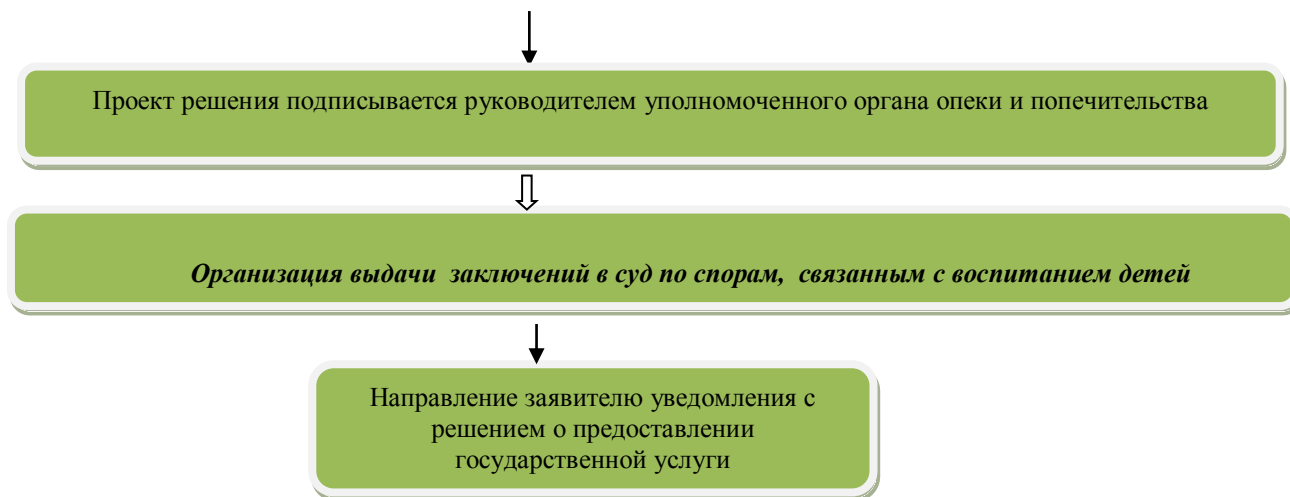 Проект решения подписывается руководителем уполномоченного органа опеки и попечительства
Организация выдачи заключений в суд по спорам, связанным с воспитанием детей
Направление заявителю уведомления с
решением о предоставлении
государственной услуги